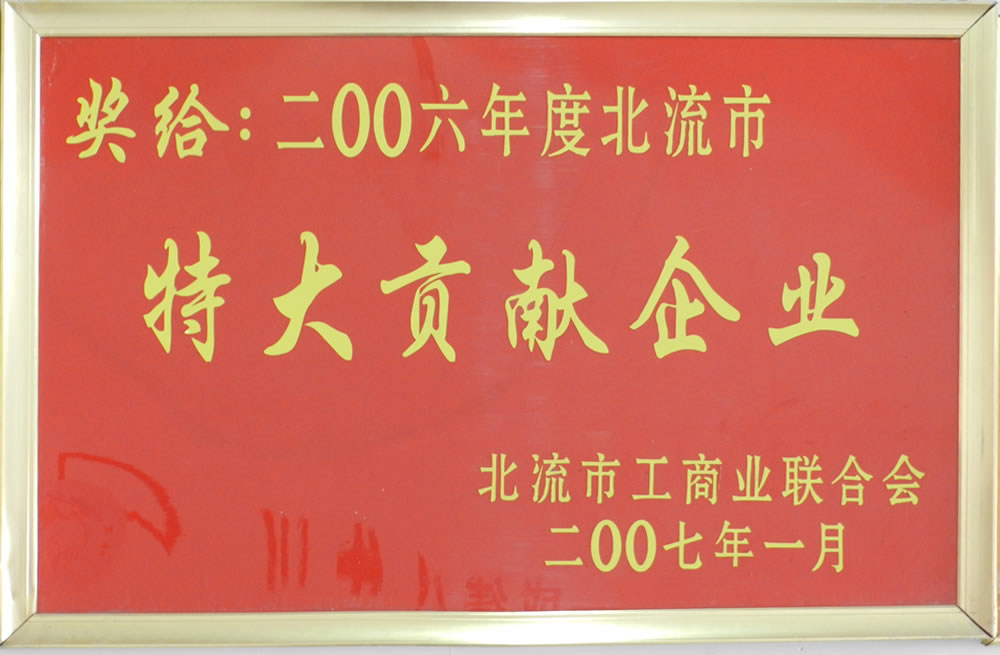 奖给：二00六年度北流市
特大贡献企业
北流市工商业联合会
二00七年一月